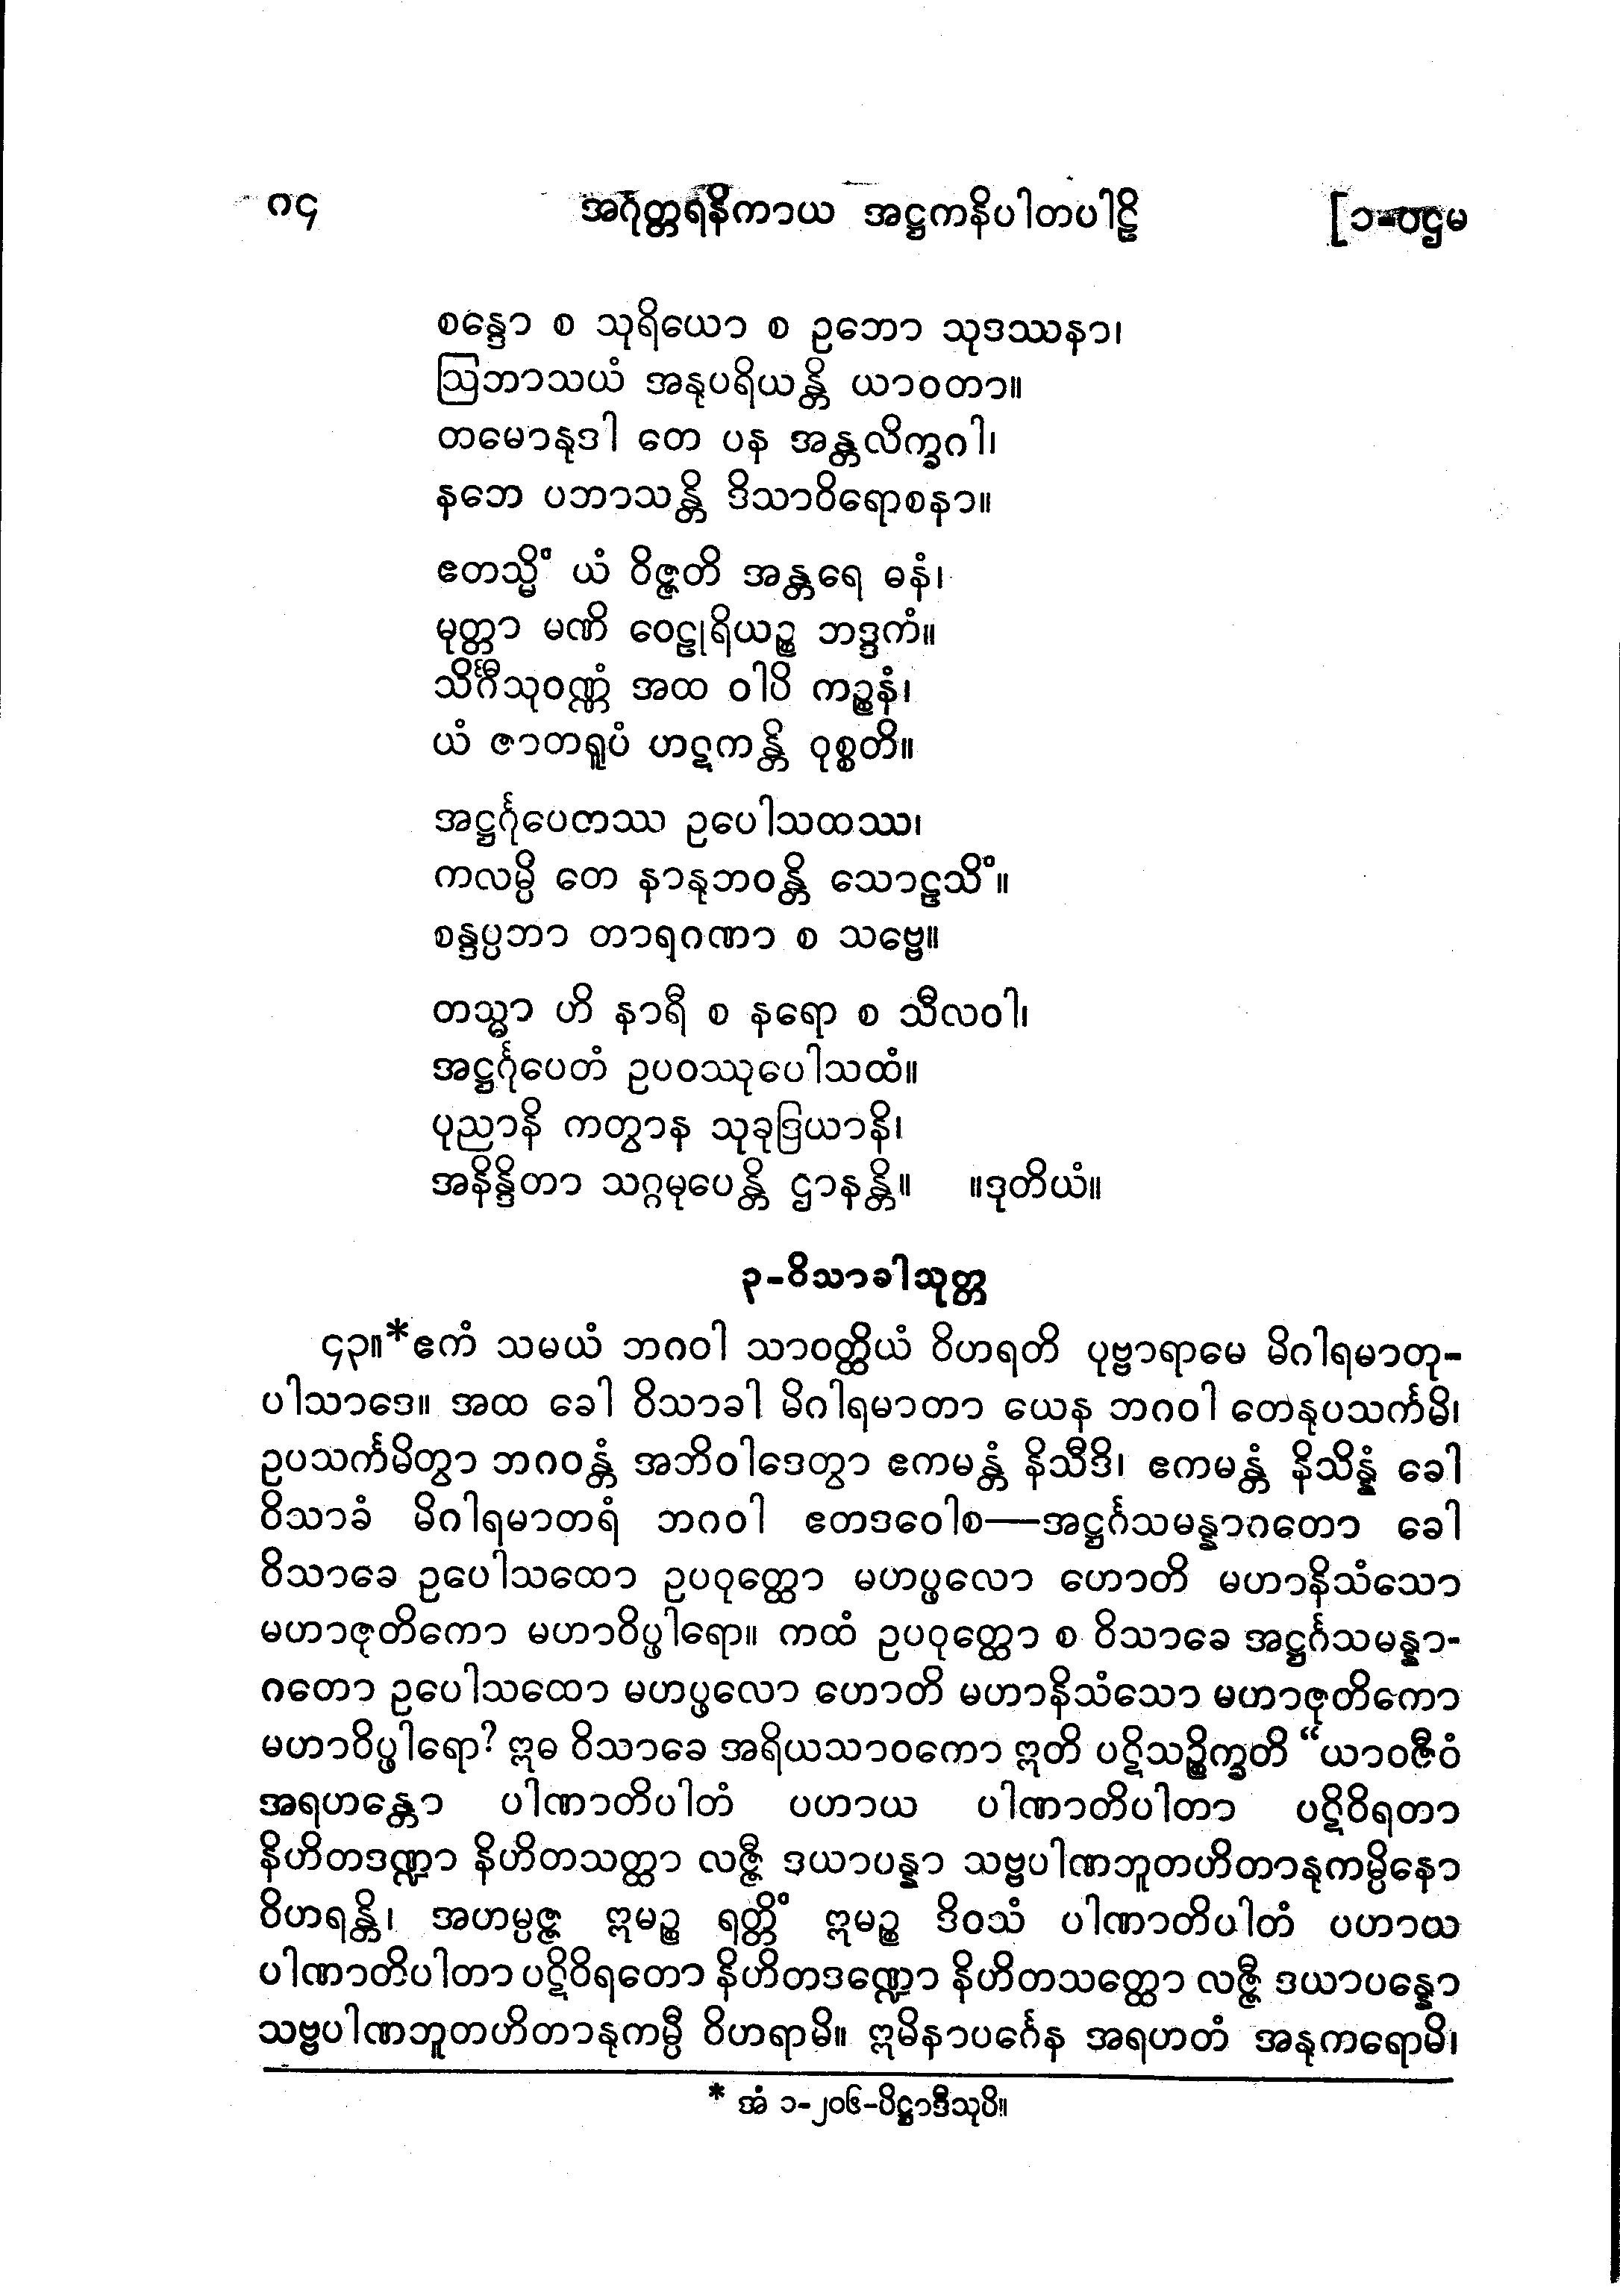 ၈၄ အင်္ဂုတ္တရနိကာယ အဋ္ဌကနိပါတပါဠိ [၁-ပဌမ
စန္ဒော စ သုရိယော စ ဥဘော သုဒဿနာ၊
ဩဘာသယံ အနုပရိယန္တိ ယာဝတာ။
တမောနုဒါ တေ ပန အန္တလိက္ခဂါ၊
နဘေ ပဘာသန္တိ ဒိသာဝိရောစနာ။
ဧတသ္မိံ ယံ ဝိဇ္ဇတိ အန္တရေ ဓနံ၊
မုတ္တာ မဏိ ဝေဠုရိယဉ္စ ဘဒ္ဒကံ။
သိင်္ဂီသုဝဏ္ဏံ အထ ဝါပိ ကဉ္စနံ၊
ယံ ဇာတရူပံ ဟဋကန္တိ ဝုစ္စတိ။
အဋ္ဌင်္ဂုပေတဿ ဥပေါသထဿ၊
ကလမ္ပိ တေ နာနုဘဝန္တိ သောဠသိံ။
စန္ဒပ္ပဘာ တာရဂဏာ စ သဗ္ဗေ။
တသ္မာ ဟိ နာရီ စ နရော စ သီလဝါ၊
အဋ္ဌင်္ဂုပေတံ ဥပဝဿုပေါသထံ။
ပုညာနိ ကတွာန သုခုဒြယာနိ၊
အနိန္ဒိတာ သဂ္ဂမုပေန္တိ ဌာနန္တိ။ ။ဒုတိယံ။
၃-ဝိသာခါသုတ္တ
၄၃။*ဧကံ သမယံ ဘဂဝါ သာဝတ္ထိယံ ဝိဟရတိ ပုဗ္ဗာရာမေ မိဂါရမာတု-
ပါသာဒေ။ အထ ခေါ ဝိသာခါ မိဂါရမာတာ ယေန ဘဂဝါ တေနုပသင်္ကမိ၊
ဥပသင်္ကမိတွာ ဘဂဝန္တံ အဘိဝါဒေတွာ ဧကမန္တံ နိသီဒိ၊ ဧကမန္တံ နိသိန္နံ ခေါ
ဝိသာခံ မိဂါရမာတရံ ဘဂဝါ ဧတဒဝေါစ—အဋ္ဌင်္ဂသမန္နာဂတော ခေါ
ဝိသာခေ ဥပေါသထော ဥပဝုတ္ထော မဟပ္ဖလော ဟောတိ မဟာနိသံသော
မဟာဇုတိကော မဟာဝိပ္ဖါရော။ ကထံ ဥပဝုတ္ထော စ ဝိသာခေ အဋ္ဌင်္ဂသမန္နာ-
ဂတော ဥပေါသထော မဟပ္ဖလော ဟောတိ မဟာနိသံသော မဟာဇုတိကော
မဟာဝိပ္ဖါရော? ဣဓ ဝိသာခေ အရိယသာဝကော ဣတိ ပဋိသဉ္စိက္ခတိ “ယာဝဇီဝံ
အရဟန္တော ပါဏာတိပါတံ ပဟာယ ပါဏာတိပါတာ ပဋိဝိရတာ
နိဟိတဒဏ္ဍာ နိဟိတသတ္ထာ လဇ္ဇီ ဒယာပန္နာ သဗ္ဗပါဏဘူတဟိတာနုကမ္ပိနော
ဝိဟရန္တိ၊ အဟမ္ပဇ္ဇ ဣမဉ္စ ရတ္တိံ ဣမဉ္စ ဒိဝသံ ပါဏာတိပါတံ ပဟာယ
ပါဏာတိပါတာ ပဋိဝိရတော နိဟိတဒဏ္ဍော နိဟိတသတ္ထော လဇ္ဇီ ဒယာပန္နော
သဗ္ဗပါဏဘူတဟိတာနုကမ္ပီ ဝိဟရာမိ။ ဣမိနာပင်္ဂေန အရဟတံ အနုကရောမိ၊
* အံ ၁-၂၀၆-ပိဋ္ဌာဒီသုပိ။